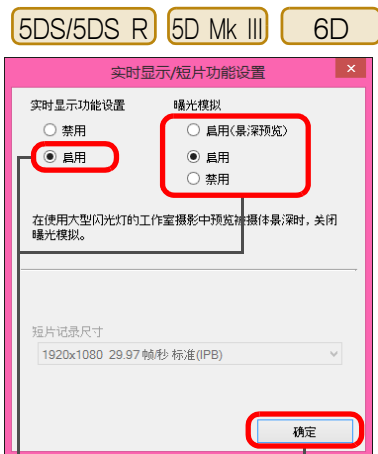 5DS/5DS R 5D Mk III 6D
实时显示/短片功能设置 ×
实时显示功能设置 曝光模拟
禁用 启用(景深预览)
启用 启用
禁用
在使用大型闪光灯的工作室摄影中预览被摄体景深时，关闭
曝光模拟。
短片记录尺寸
1920x1080 29.97 帧/秒 标准(IPB)
确定